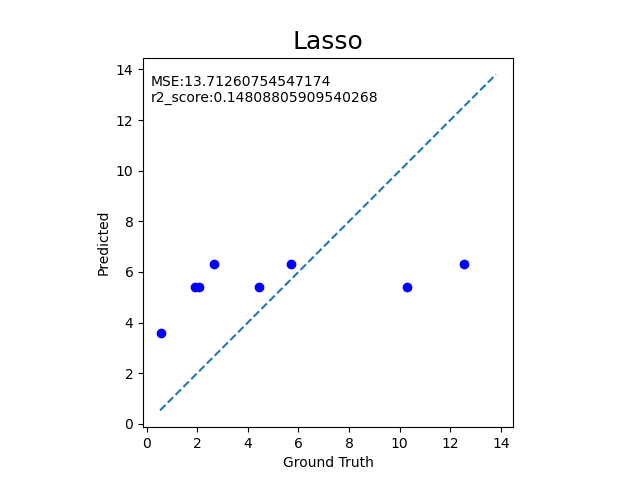 Lasso
MSE:13.71260754547174
r2_score:0.14808805909540268
Predicted
14
12
10
8
6
4
2
0
0 2 4 6 8 10 12 14
Ground Truth